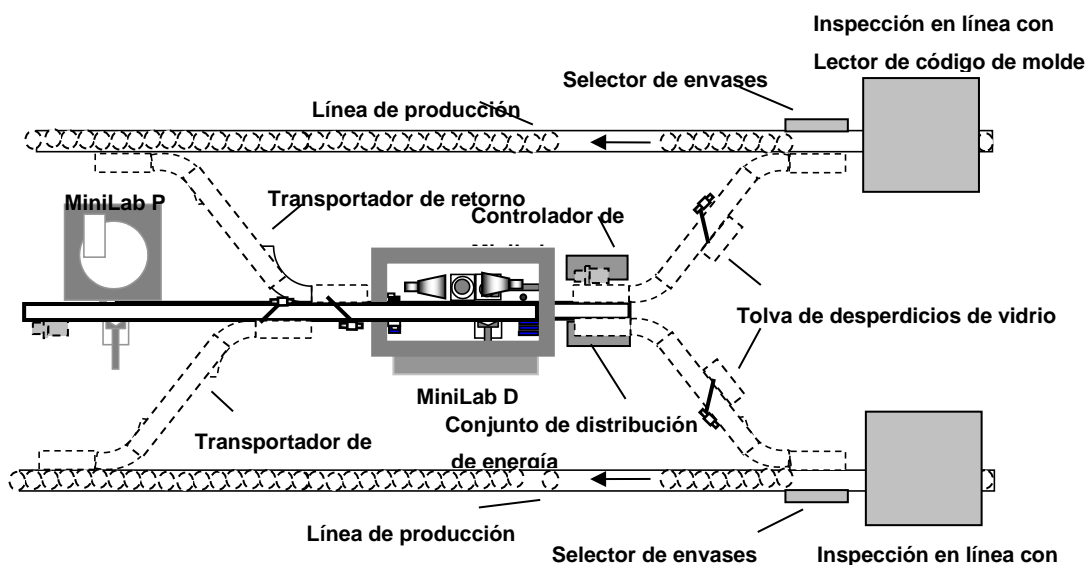 Inspección en línea con
Lector de código de molde
Selector de envases
Línea de producción
MiniLab P
Transportador de retorno
Controlador de
Tolva de desperdicios de vidrio
MiniLab D
Conjunto de distribución
de energía
Transportador de
Línea de producción
Selector de envases
Inspección en línea con